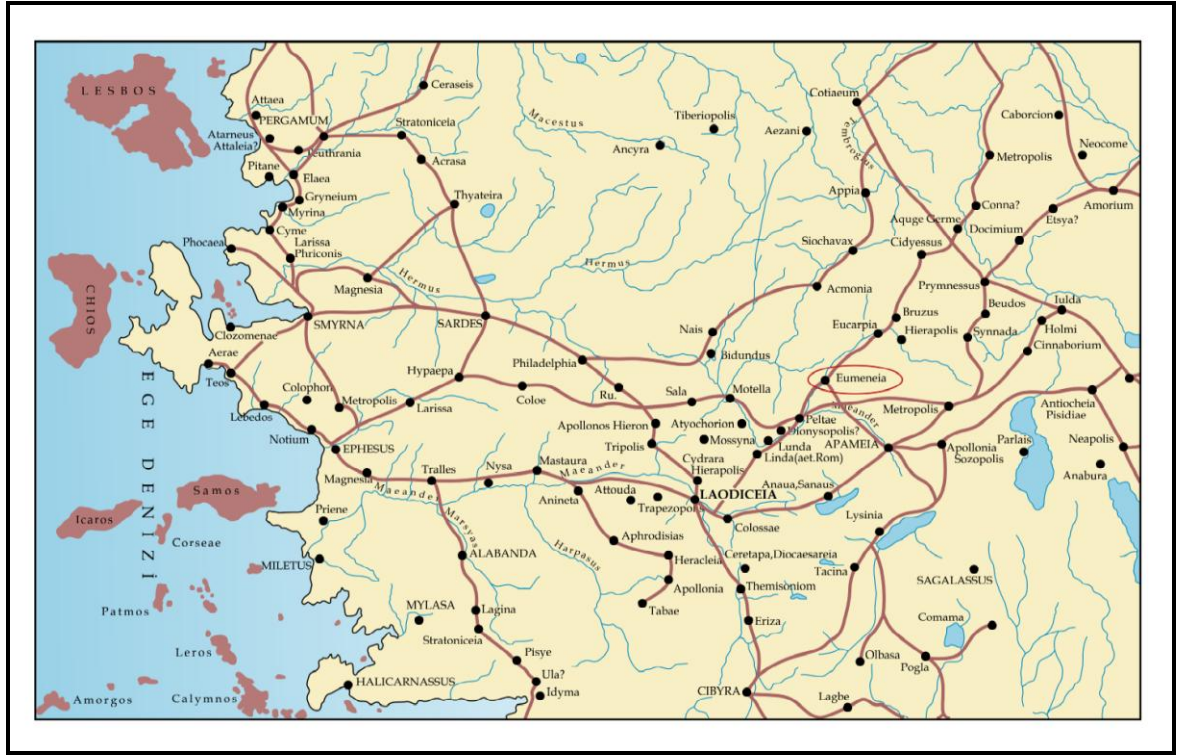 LESBOS
Attaea
PERGAMUM
Atarneus
Attaleia?
Teuthrania
Pitane
Elaea
Gryneium
Myrina
Cyme
Larissa
Phriconis
Phocaea
Ceraseis
Stratoniceia
Acrasa
Thyateira
Macestus
Ancyra
Tiberiopolis
Aezani
Cotiaeum
Tembrogius
Appia
Siochavax
Acmonia
Caborcion
Neocome
Metropolis
Conna?
Amorium
Etsya?
Aquge Germe
Docimium
Cidyessus
Prymnessus
Beudos
Iulda
Holmi
Synnada
Cinnaborium
Bruzus
Hierapolis
Eucarpia
Eumeneia
CHIOS
Magnesia
Hermus
Hermus
SMYRNA
SARDES
Clozomenae
Aerae
Teos
Lebedos
Colophon
Metropolis
Notium
EPHESUS
Larissa
Hypaepa
Coloe
Philadelphia
Ru.
Nais
Bidundus
Sala
Motella
Apollonos Hieron
Atyochorion
Mossyna
Tripolis
Cydrara
Hierapolis
Peltae
Dionysopolis?
Lunda
Linda(aet.Rom)
Maeander
APAMEIA
Metropolis
Antiocheia
Pisidiae
Parlais
Neapolis
Anabura
Apollonia
Sozopolis
Anaua,Sanaus
LAODICEIA
Colossae
Lysinia
EGE DENİZİ
Samos
Icaros
Corseae
Patmos
Leros
Amorgos
Calymnos
Magnesia
Tralles
Nysa
Mastaura
Maeander
Maeander
Marsyas
Priene
MILETUS
ALABANDA
Anineta
Attouda
Trapezopolis
Aphrodisias
Harpasus
Heracleia
Apollonia
Tabae
Ceretapa,Diocaesareia
Themisoniom
Tacina
Eriza
SAGALASSUS
Comama
Olbasa
Pogla
MYLASA
Lagina
Stratoniceia
Pisye
Ula?
Idyma
HALICARNASSUS
CIBYRA
Lagbe